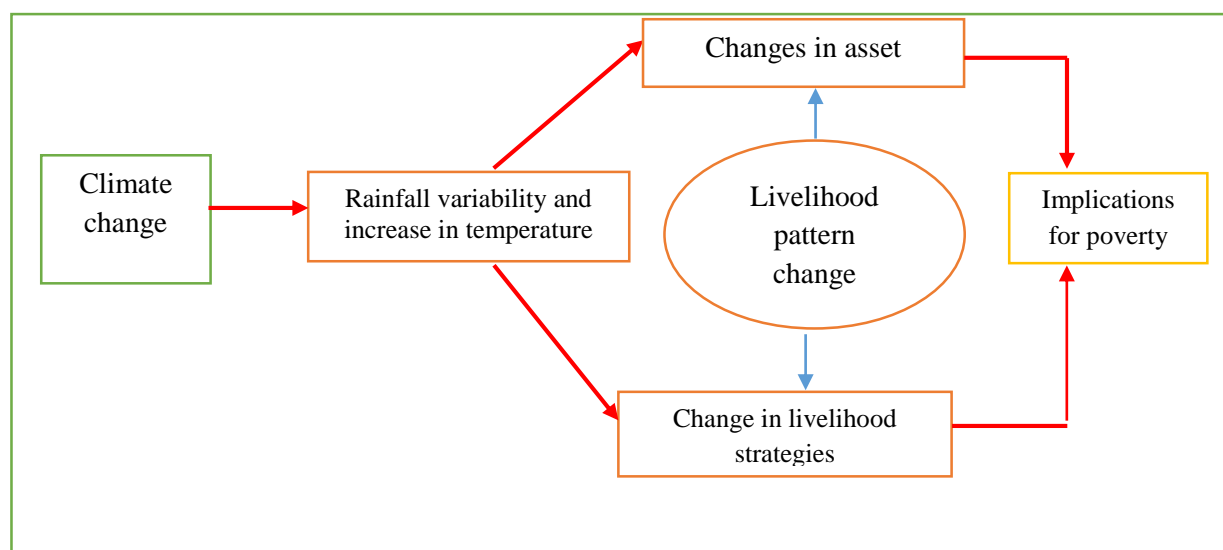 Changes in asset
Climate
change
Rainfall variability and
increase in temperature
Livelihood
pattern
change
Implications
for poverty
Change in livelihood
strategies